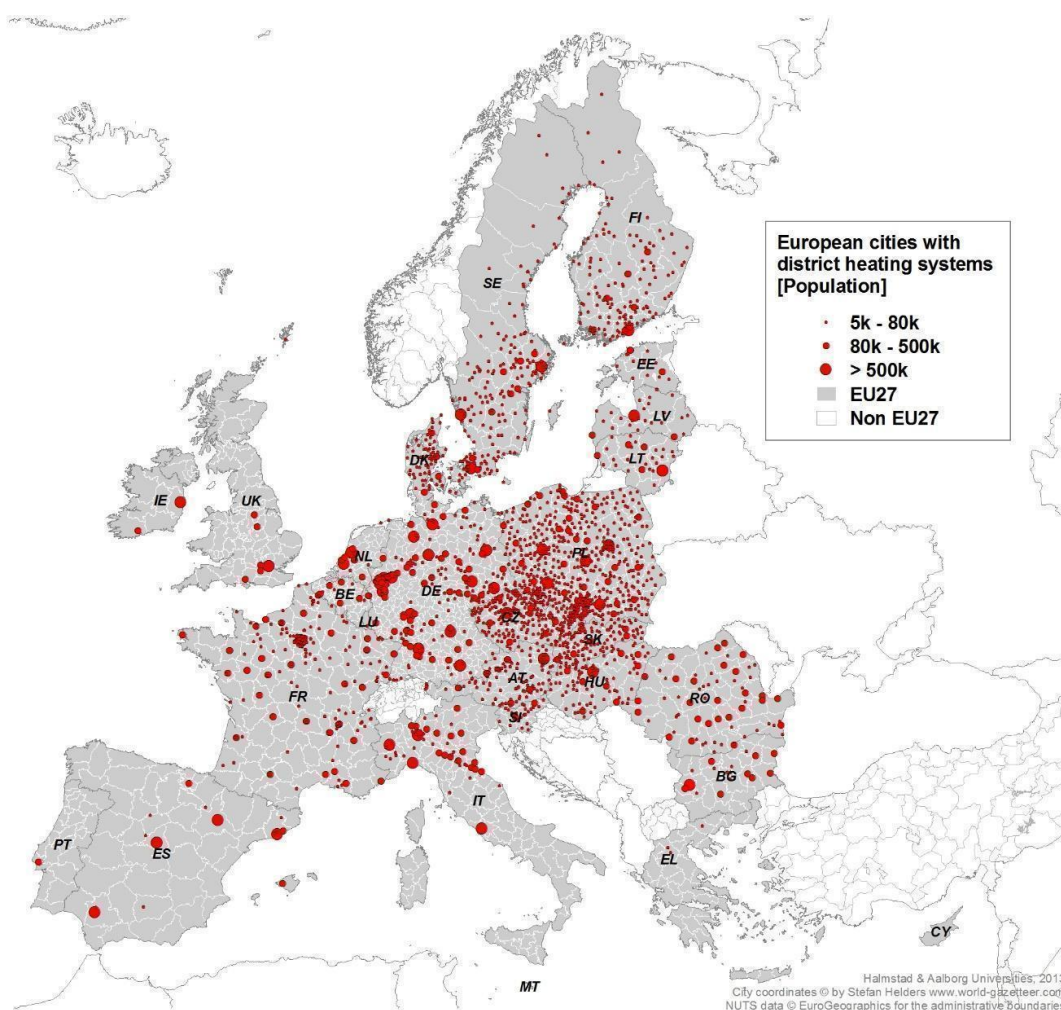 FI
SE
EE
LV
LT
DK
IE
UK
NL
PL
BE
DE
LU
CZ
SK
AT
HU
FR
SI
RO
BG
IT
PT
ES
EL
CY
MT
European cities with
district heating systems
[Population]
5k - 80k
80k - 500k
> 500k
EU27
Non EU27
Halmstad & Aalborg Universities, 2013
City coordinates © by Stefan Helders www.world-gazetteer.com
NUTS data © EuroGeographics for the administrative boundaries